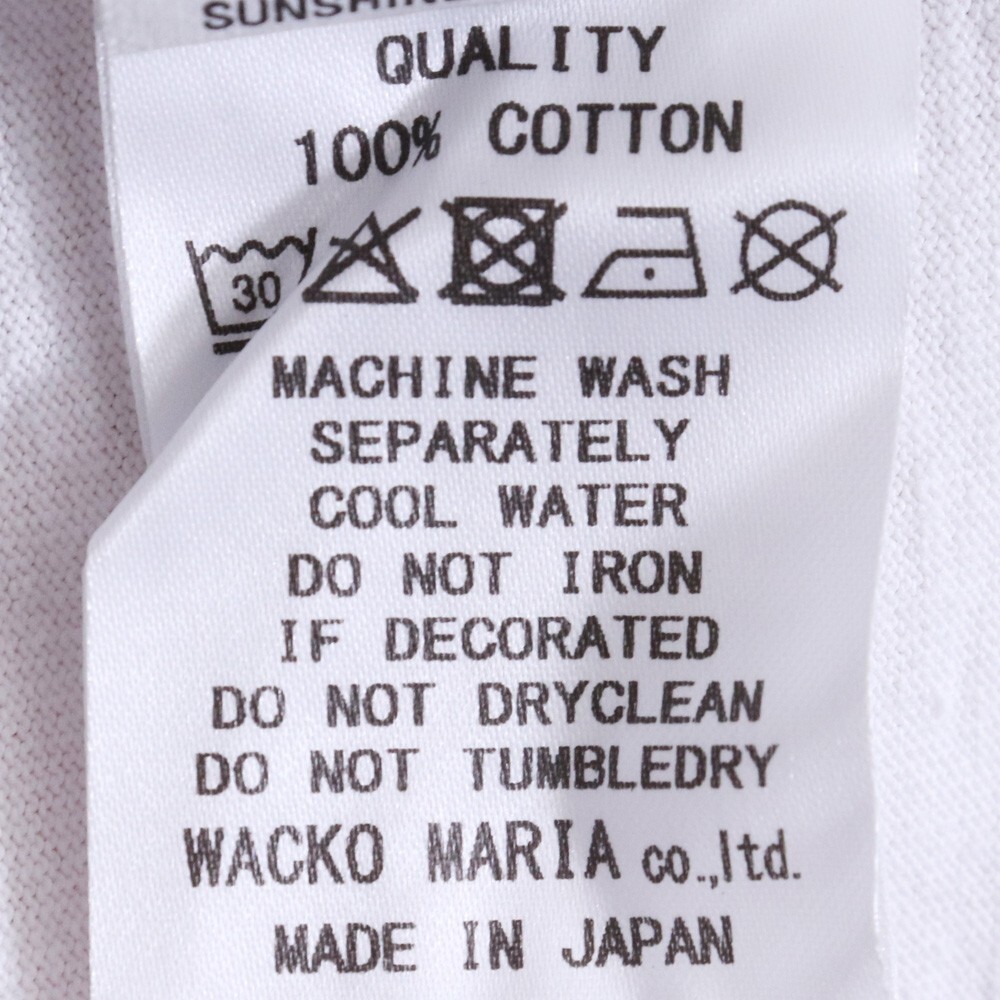 QUALITY
100% COTTON
30
MACHINE WASH
SEPARATELY
COOL WATER
DO NOT IRON
IF DECORATED
DO NOT DRYCLEAN
DO NOT TUMBLEDRY
WACKO MARIA co.,ltd.
MADE IN JAPAN